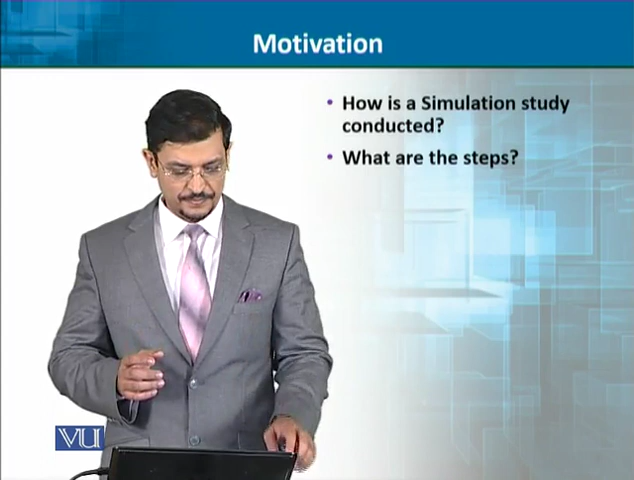 Motivation
• How is a Simulation study
conducted?
• What are the steps?
VU